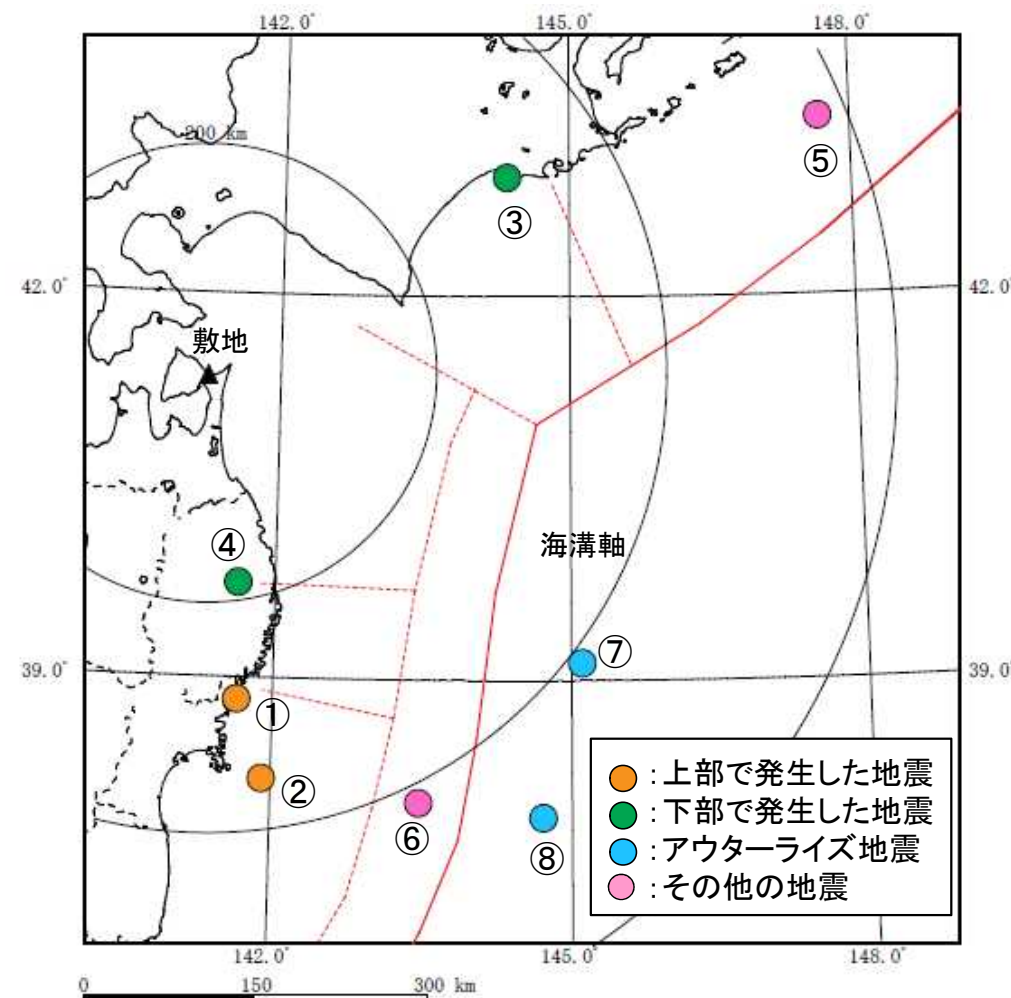 142.0°
145.0°
148.0°
200 km
⑤
③
42.0°
42.0°
敷地
④
海溝軸
39.0°
39.0°
⑦
①
②
⑥
⑧
：上部で発生した地震
：下部で発生した地震
：アウターライズ地震
：その他の地震
142.0°
145.0°
148.0°
0 150 300 km